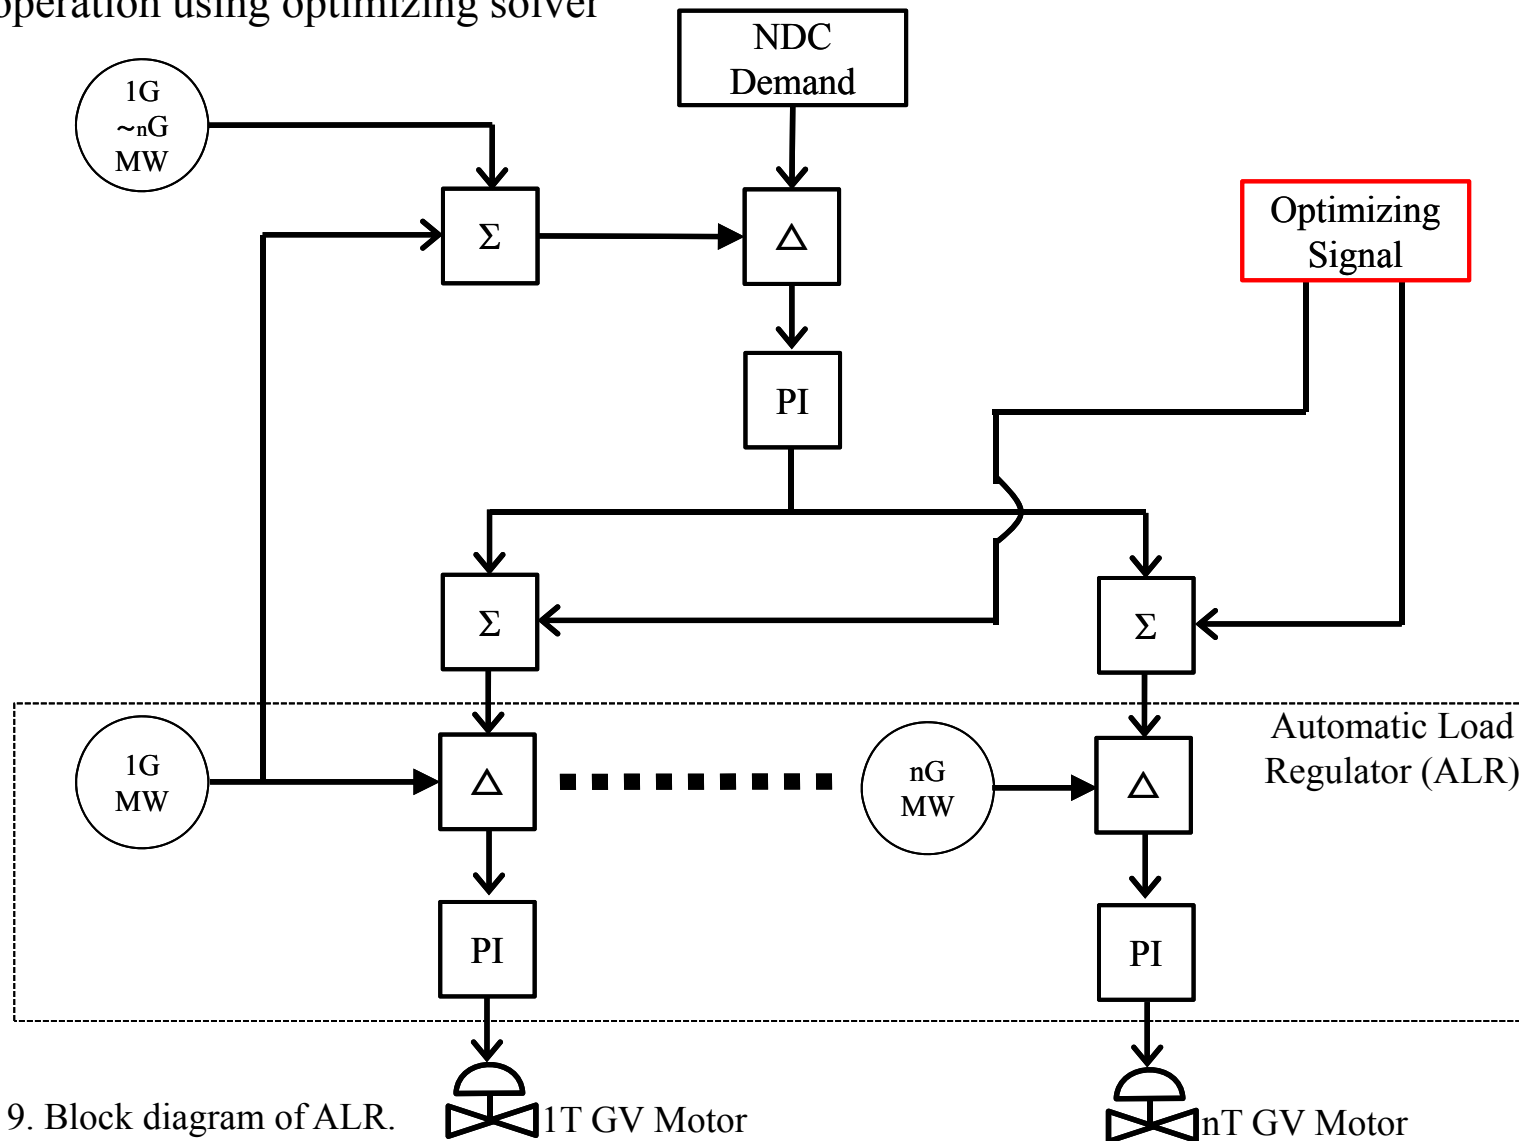 operation using optimizing solver
NDC
Demand
1G
~nG
MW
Σ
△
Optimizing
Signal
PI
Σ
Σ
Automatic Load
Regulator (ALR)
1G
MW
△
nG
MW
△
PI
PI
9. Block diagram of ALR.
1T GV Motor
nT GV Motor